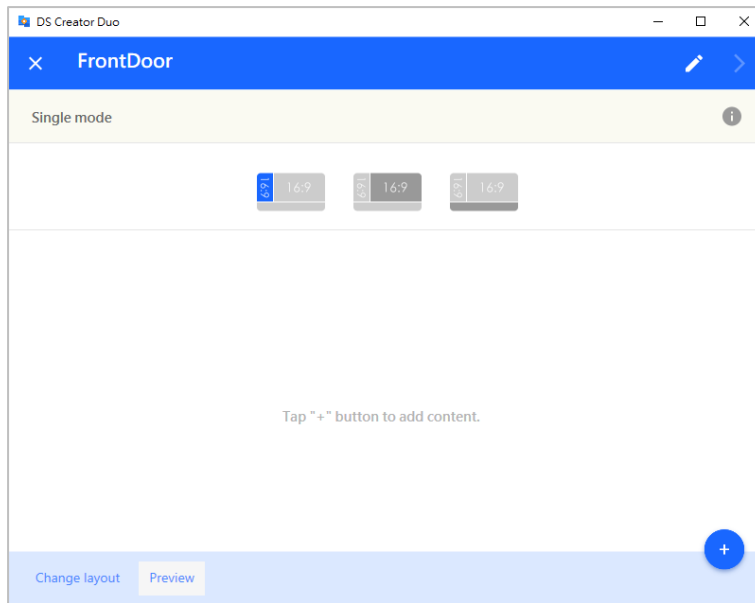 DS Creator Duo
FrontDoor
Single mode
16:9 16:9
16:9 16:9
16:9 16:9
Tap "+" button to add content.
Change layout
Preview